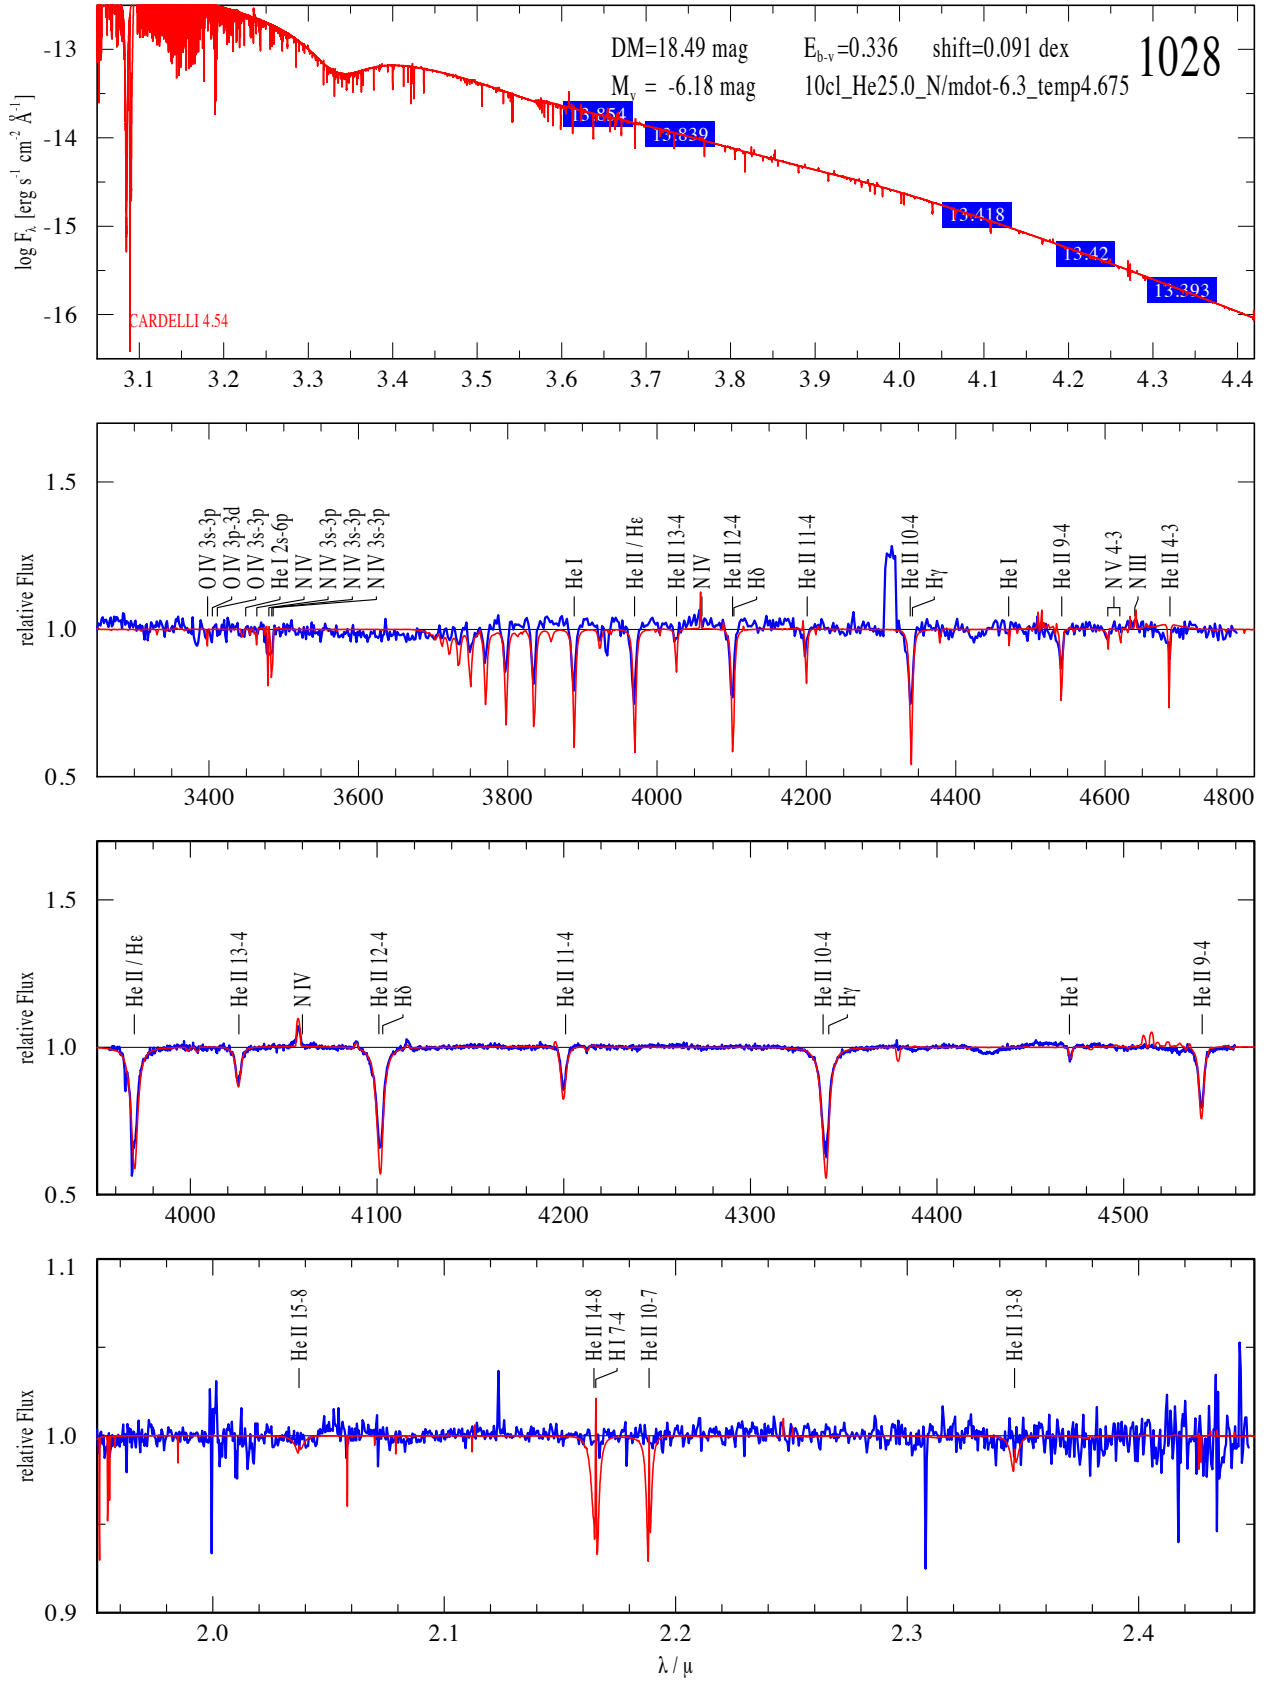 DM=18.49 mag E_b-v=0.336 shift=0.091 dex 1028
M_v = -6.18 mag 10cl_He25.0_N/mdot-6.3_temp4.675
log F_λ [erg s⁻¹ cm⁻² Å⁻¹]
-13
-14
-15
-16
13.854
13.839
13.418
13.42
13.393
CARDELLI 4.54
3.1 3.2 3.3 3.4 3.5 3.6 3.7 3.8 3.9 4.0 4.1 4.2 4.3 4.4
relative Flux
1.5
1.0
0.5
O IV 3s-3p
O IV 3p-3d
O IV 3s-3p
He I 2s-6p
N IV
N IV 3s-3p
N IV 3s-3p
N IV 3s-3p
He I
He II / Hε
He II 13-4
N IV
He II 12-4
Hδ
He II 11-4
He II 10-4
Hγ
He I
He II 9-4
N V 4-3
N III
He II 4-3
3400 3600 3800 4000 4200 4400 4600 4800
relative Flux
1.5
1.0
0.5
He II / Hε
He II 13-4
N IV
He II 12-4
Hδ
He II 11-4
He II 10-4
Hγ
He I
He II 9-4
4000 4100 4200 4300 4400 4500
relative Flux
1.1
1.0
0.9
He II 15-8
He II 14-8
H I 7-4
He II 10-7
He II 13-8
2.0 2.1 2.2 2.3 2.4
λ / μ